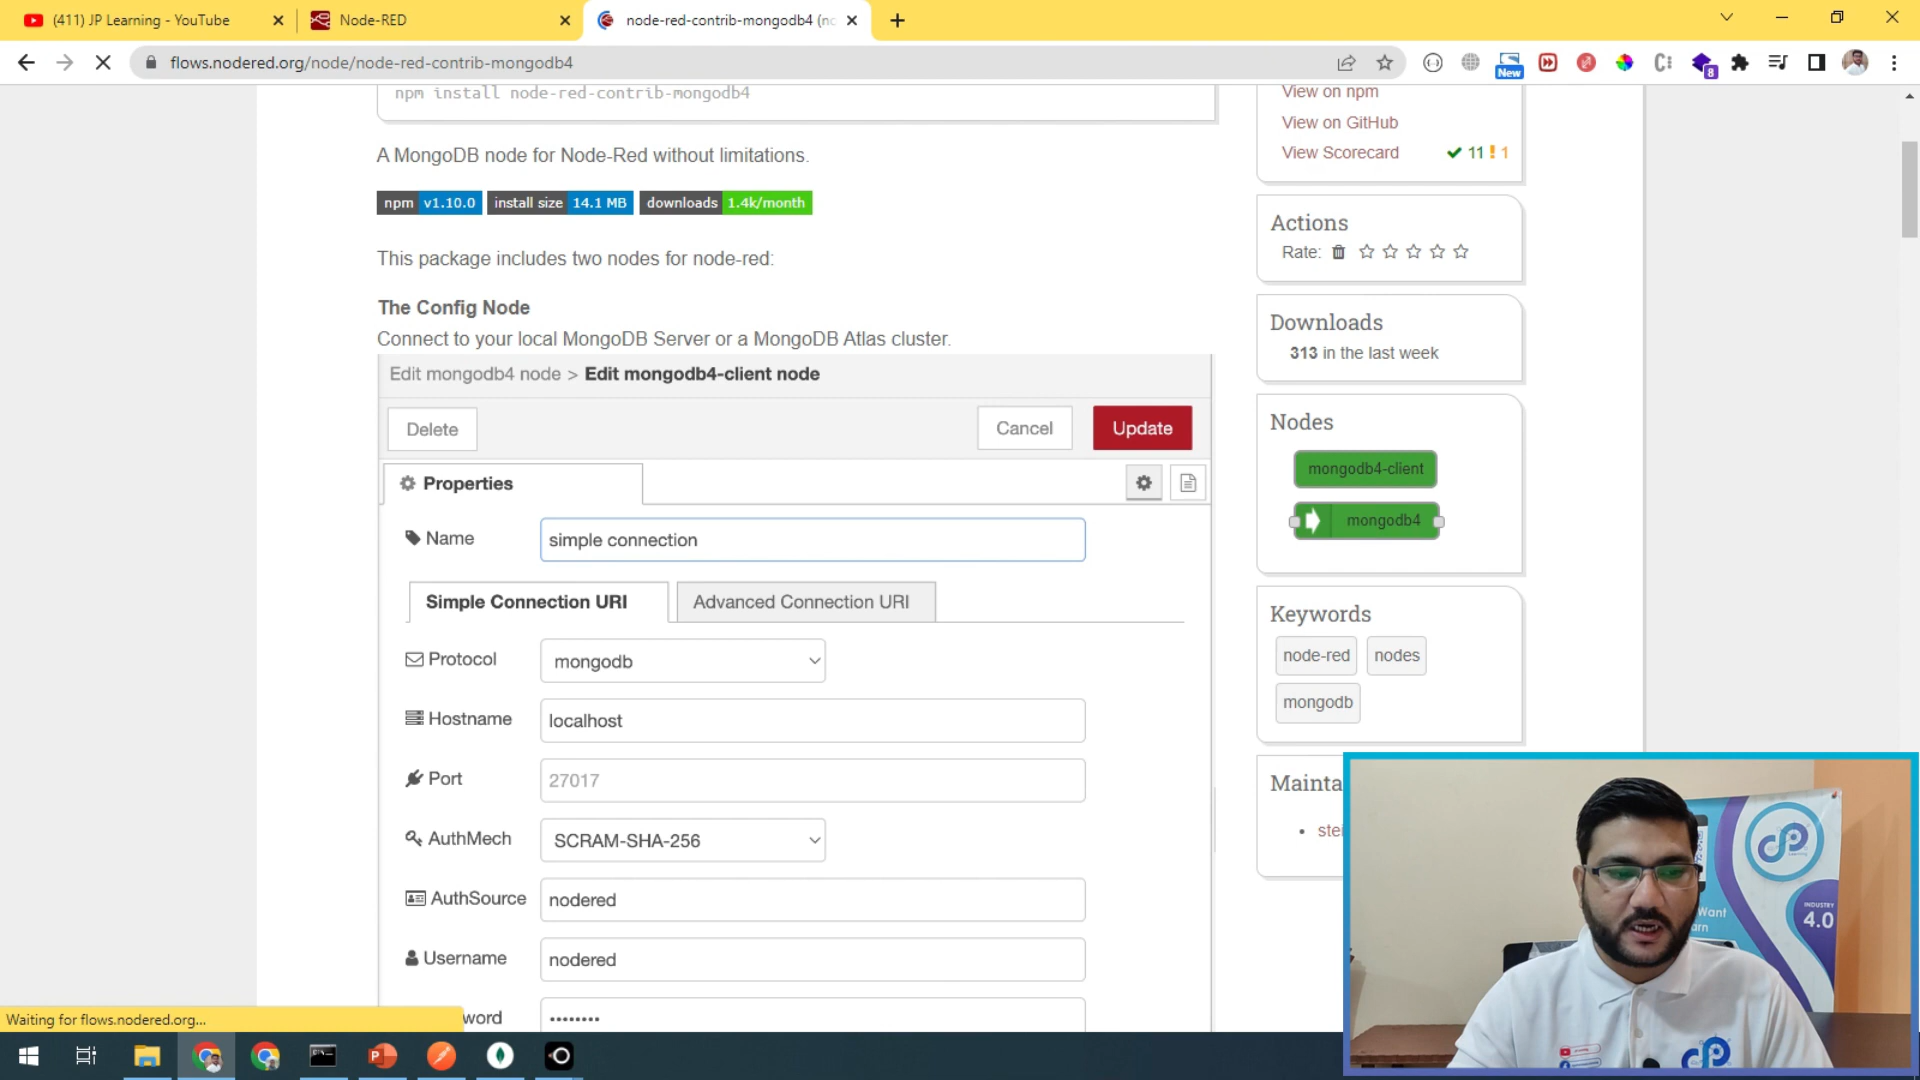 (411) JP Learning - YouTube
Node-RED
node-red-contrib-mongodb4 (no
flows.nodered.org/node/node-red-contrib-mongodb4
New
8
npm install node-red-contrib-mongodb4
A MongoDB node for Node-Red without limitations.
npm v1.10.0 install size 14.1 MB downloads 1.4k/month
This package includes two nodes for node-red:
The Config Node
Connect to your local MongoDB Server or a MongoDB Atlas cluster.
Edit mongodb4 node > Edit mongodb4-client node
Delete
Cancel
Update
Properties
Name
simple connection
Simple Connection URI
Advanced Connection URI
Protocol
mongodb
Hostname
localhost
Port
27017
AuthMech
SCRAM-SHA-256
AuthSource
nodered
Username
nodered
word
••••••••
View on npm
View on GitHub
View Scorecard
11 ! 1
Actions
Rate:
Downloads
313 in the last week
Nodes
mongodb4-client
mongodb4
Keywords
node-red
nodes
mongodb
Mainta
stei
Want
arn
INDUSTRY
4.0
Waiting for flows.nodered.org...